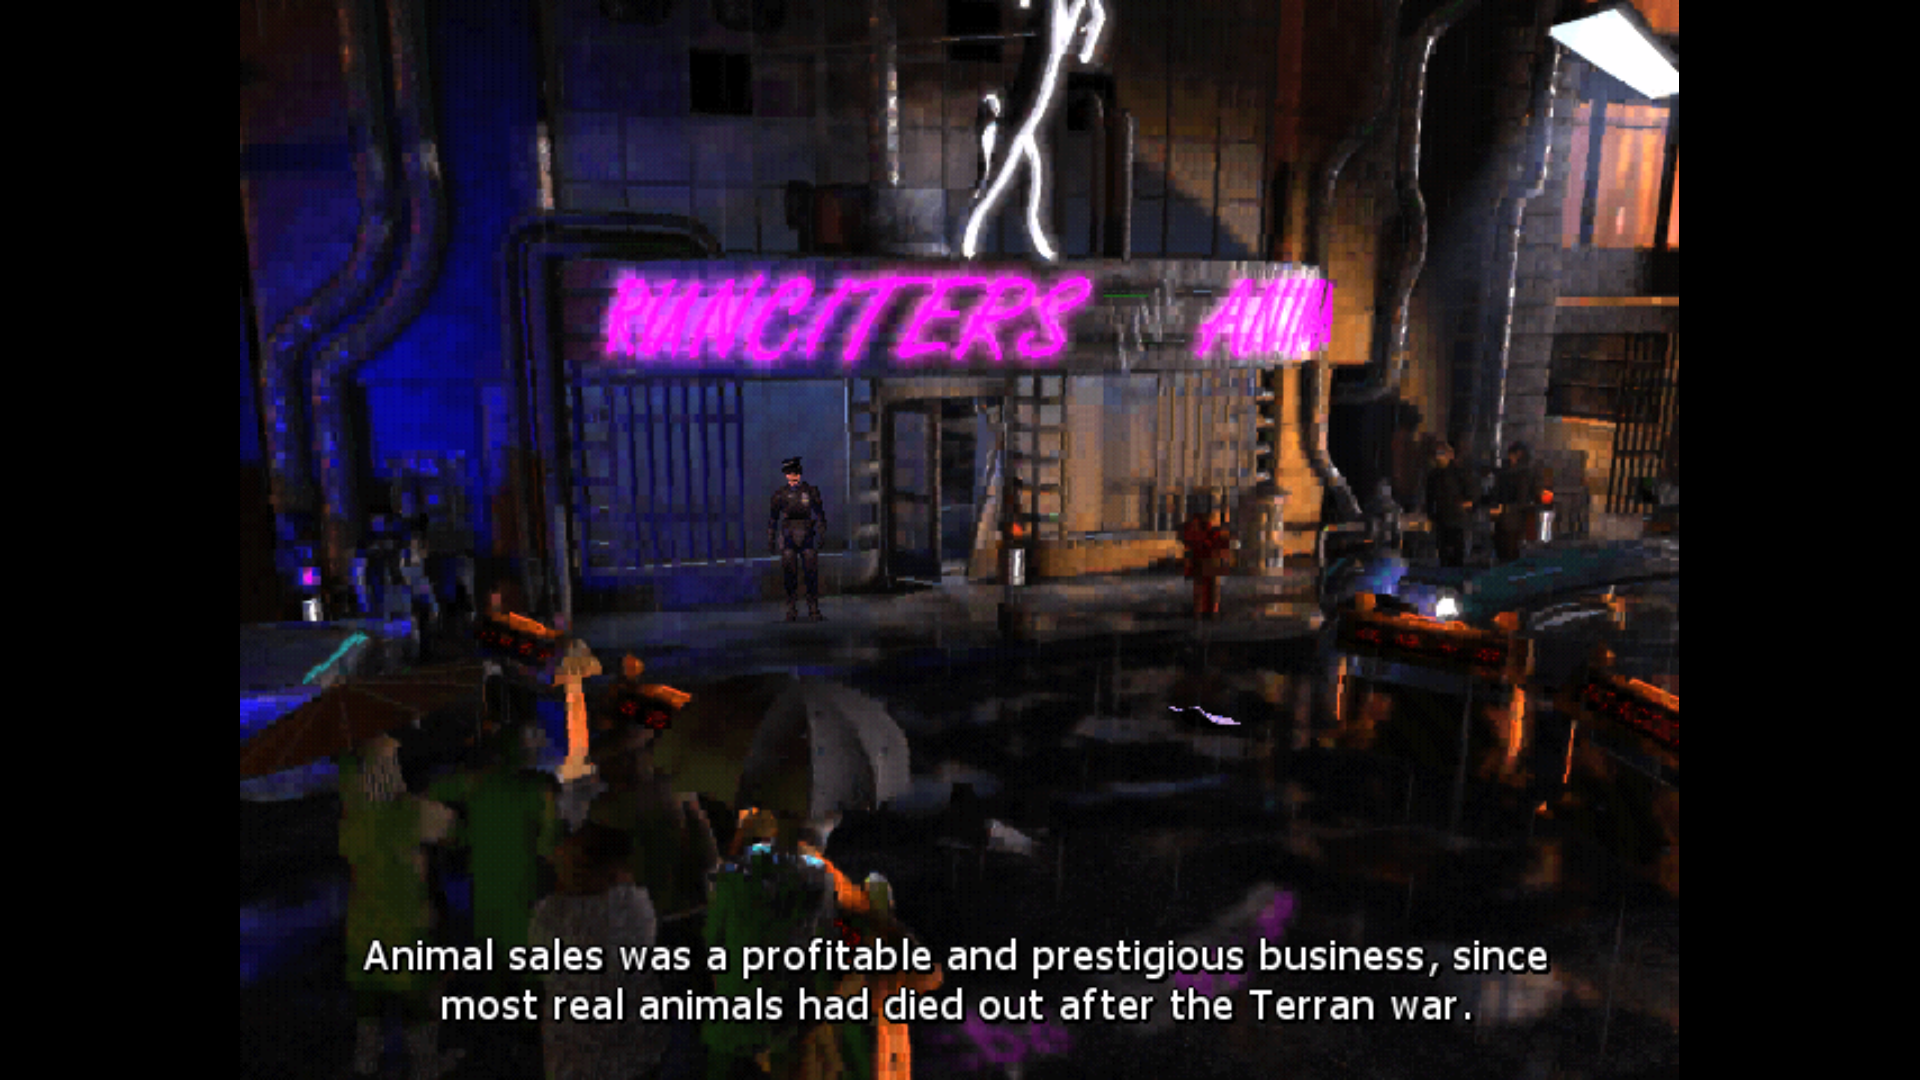 RUNCITERS ANIM
Animal sales was a profitable and prestigious business, since
most real animals had died out after the Terran war.